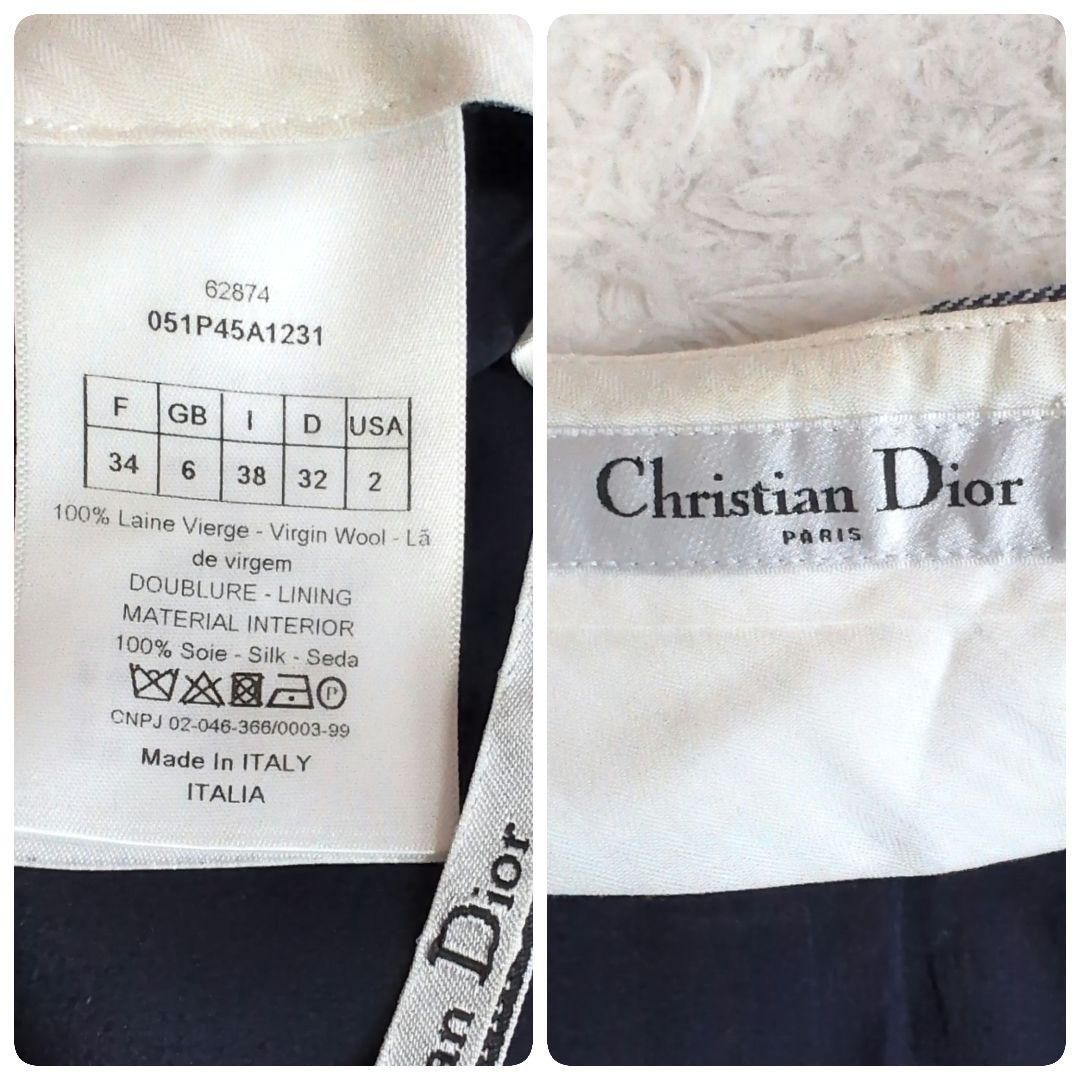 62874
051P45A1231
F GB I D USA
34 6 38 32 2
100% Laine Vierge - Virgin Wool - Lã
de virgem
DOUBLURE - LINING
MATERIAL INTERIOR
100% Soie - Silk - Seda
P
CNPJ 02-046-366/0003-99
Made In ITALY
ITALIA
an Dior
Christian Dior
PARIS